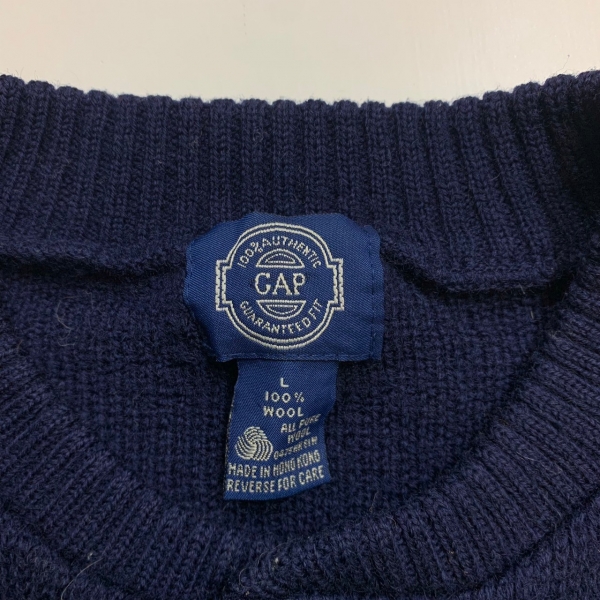 100% AUTHENTIC
GAP
GUARANTEED FIT
L
100%
WOOL
ALL PURE
WOOL
MADE IN HONG KONG
REVERSE FOR CARE